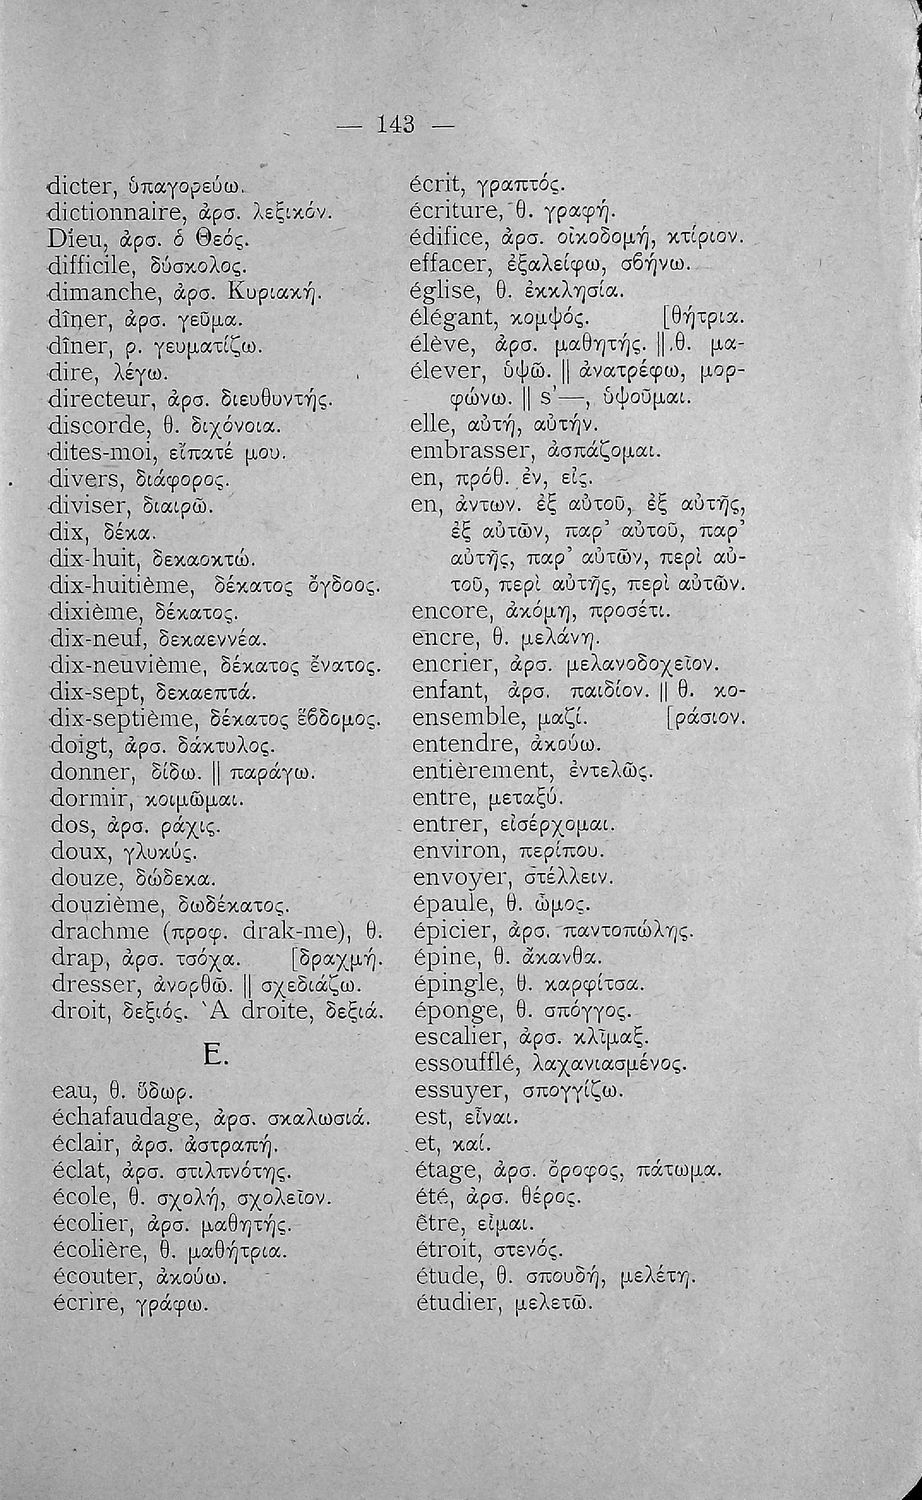 — 143 —
dicter, ὑπαγορεύω.
dictionnaire, ἀρσ. λεξικόν.
Dieu, ἀρσ. ὁ Θεός.
difficile, δύσκολος.
dimanche, ἀρσ. Κυριακή.
dîner, ἀρσ. γεῦμα.
dîner, ρ. γευματίζω.
dire, λέγω.
directeur, ἀρσ. διευθυντής.
discorde, θ. διχόνοια.
dites-moi, εἴπατέ μου.
divers, διάφορος.
diviser, διαιρῶ.
dix, δέκα.
dix-huit, δεκαοκτώ.
dix-huitième, δέκατος ὄγδοος.
dixième, δέκατος.
dix-neuf, δεκαεννέα.
dix-neuvième, δέκατος ἔνατος.
dix-sept, δεκαεπτά.
dix-septième, δέκατος ἕβδομος.
doigt, ἀρσ. δάκτυλος.
donner, δίδω. || παράγω.
dormir, κοιμῶμαι.
dos, ἀρσ. ράχις.
doux, γλυκύς.
douze, δώδεκα.
douzième, δωδέκατος.
drachme (προφ. drak-me), θ.
drap, ἀρσ. τσόχα. [δραχμή.
dresser, ἀνορθῶ. || σχεδιάζω.
droit, δεξιός. Ἀ droite, δεξιά.
E.
eau, θ. ὕδωρ.
échafaudage, ἀρσ. σκαλωσιά.
éclair, ἀρσ. ἀστραπή.
éclat, ἀρσ. στιλπνότης.
école, θ. σχολή, σχολεῖον.
écolier, ἀρσ. μαθητής.
écolière, θ. μαθήτρια.
écouter, ἀκούω.
écrire, γράφω.
écrit, γραπτός.
écriture, θ. γραφή.
édifice, ἀρσ. οἰκοδομή, κτίριον.
effacer, ἐξαλείφω, σβήνω.
église, θ. ἐκκλησία.
élégant, κομψός. [θήτρια.
élève, ἀρσ. μαθητής. || θ. μα-
élever, ὑψῶ. || ἀνατρέφω, μορ-
φώνω. || s'—, ὑψοῦμαι.
elle, αὐτή, αὐτήν.
embrasser, ἀσπάζομαι.
en, πρόθ. ἐν, εἰς.
en, ἀντων. ἐξ αὐτοῦ, ἐξ αὐτῆς,
ἐξ αὐτῶν, παρ' αὐτοῦ, παρ'
αὐτῆς, παρ' αὐτῶν, περὶ αὐ-
τοῦ, περὶ αὐτῆς, περὶ αὐτῶν.
encore, ἀκόμη, προσέτι.
encre, θ. μελάνη.
encrier, ἀρσ. μελανοδοχεῖον.
enfant, ἀρσ. παιδίον. || θ. κο-
ensemble, μαζί. [ράσιον.
entendre, ἀκούω.
entièrement, ἐντελῶς.
entre, μεταξύ.
entrer, εἰσέρχομαι.
environ, περίπου.
envoyer, στέλλειν.
épaule, θ. ὦμος.
épicier, ἀρσ. παντοπώλης.
épine, θ. ἄκανθα.
épingle, θ. καρφίτσα.
éponge, θ. σπόγγος.
escalier, ἀρσ. κλῖμαξ.
essoufflé, λαχανιασμένος.
essuyer, σπογγίζω.
est, εἶναι.
et, καί.
étage, ἀρσ. ὄροφος, πάτωμα.
été, ἀρσ. θέρος.
être, εἶμαι.
étroit, στενός.
étude, θ. σπουδή, μελέτη.
étudier, μελετῶ.